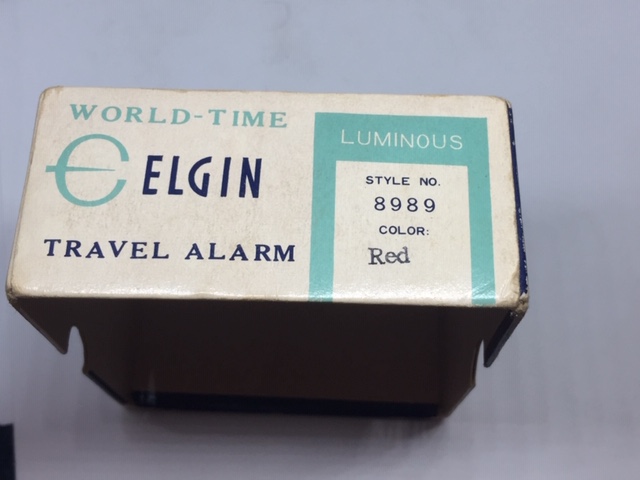 WORLD-TIME
ELGIN
TRAVEL ALARM
LUMINOUS
STYLE NO.
8989
COLOR:
Red